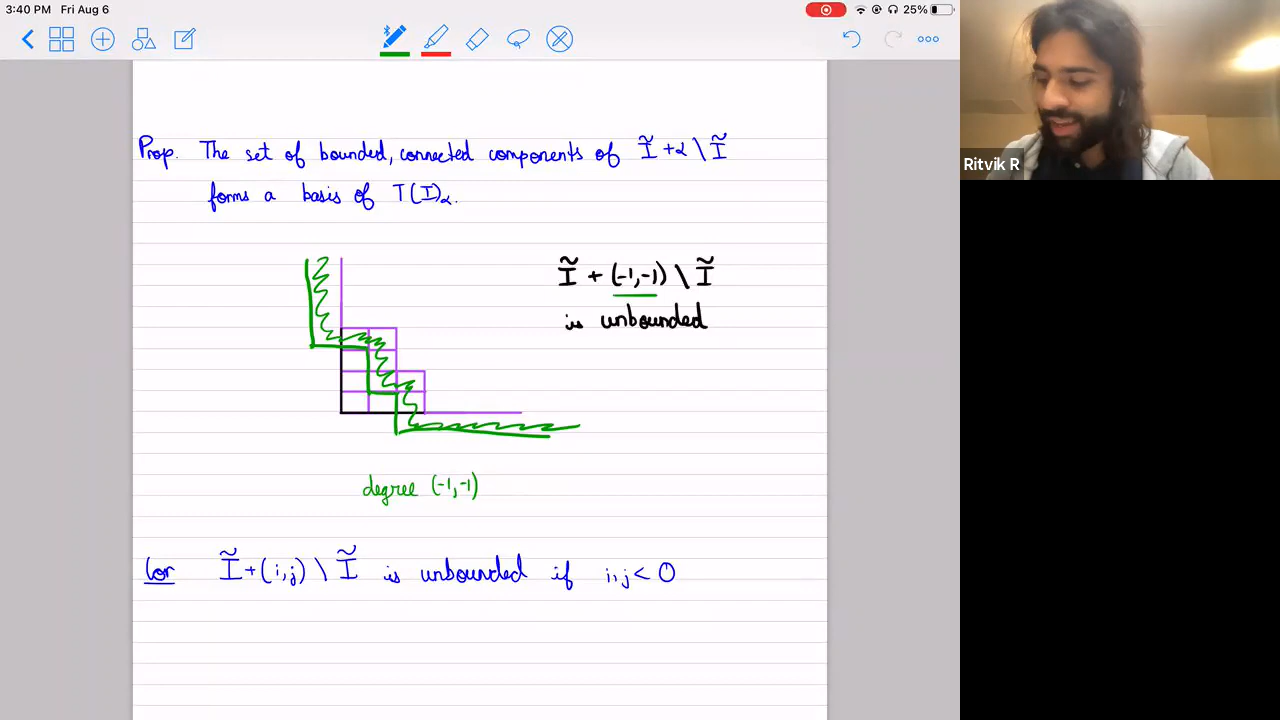 3:40 PM Fri Aug 6
25%
Ritvik R
Prop. The set of bounded, connected components of Ĩ + α \ Ĩ
forms a basis of T(I)α.
Ĩ + (-1,-1) \ Ĩ
is unbounded
degree (-1,-1)
Cor Ĩ + (i,j) \ Ĩ is unbounded if i,j < 0